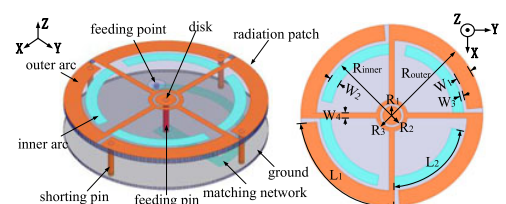 Z
X
Y
feeding point
disk
radiation patch
outer arc
inner arc
ground
shorting pin
feeding pin
matching network
Z
Y
X
Rinner
Router
W2
W1
W3
R1
W4
R3
R2
L1
L2